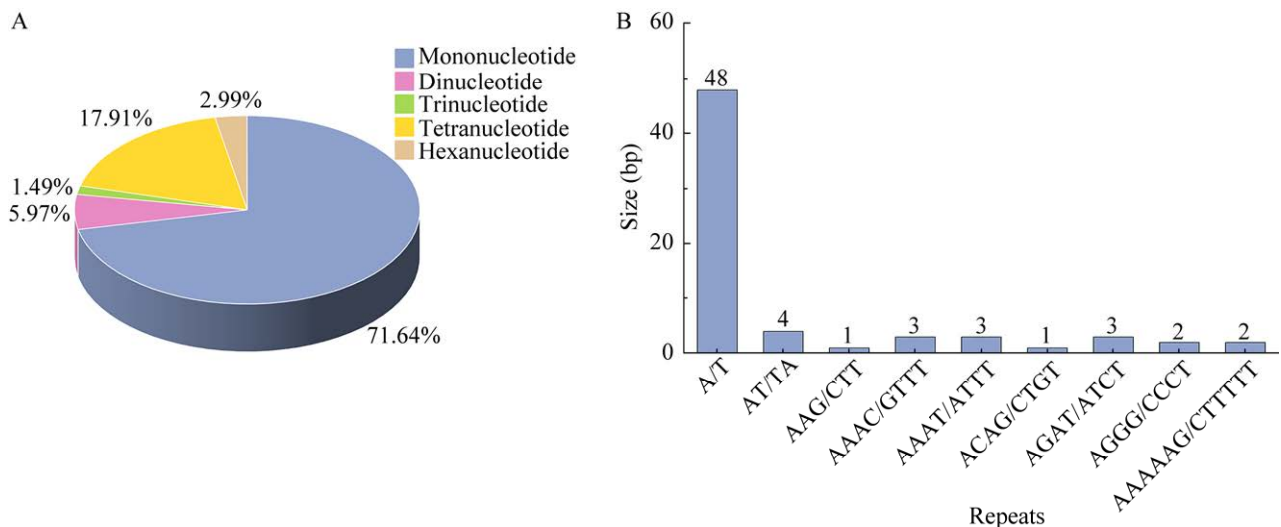 A
Mononucleotide
Dinucleotide
Trinucleotide
Tetranucleotide
Hexanucleotide
2.99%
17.91%
1.49%
5.97%
71.64%
B
Size (bp)
60
40
20
0
48
4
1
3
3
1
3
2
2
A/T
AT/TA
AAG/CTT
AAAC/GTTT
AAAT/ATTT
ACAG/CTGT
AGAT/ATCT
AGGG/CCCT
AAAAAG/CTTTTT
Repeats